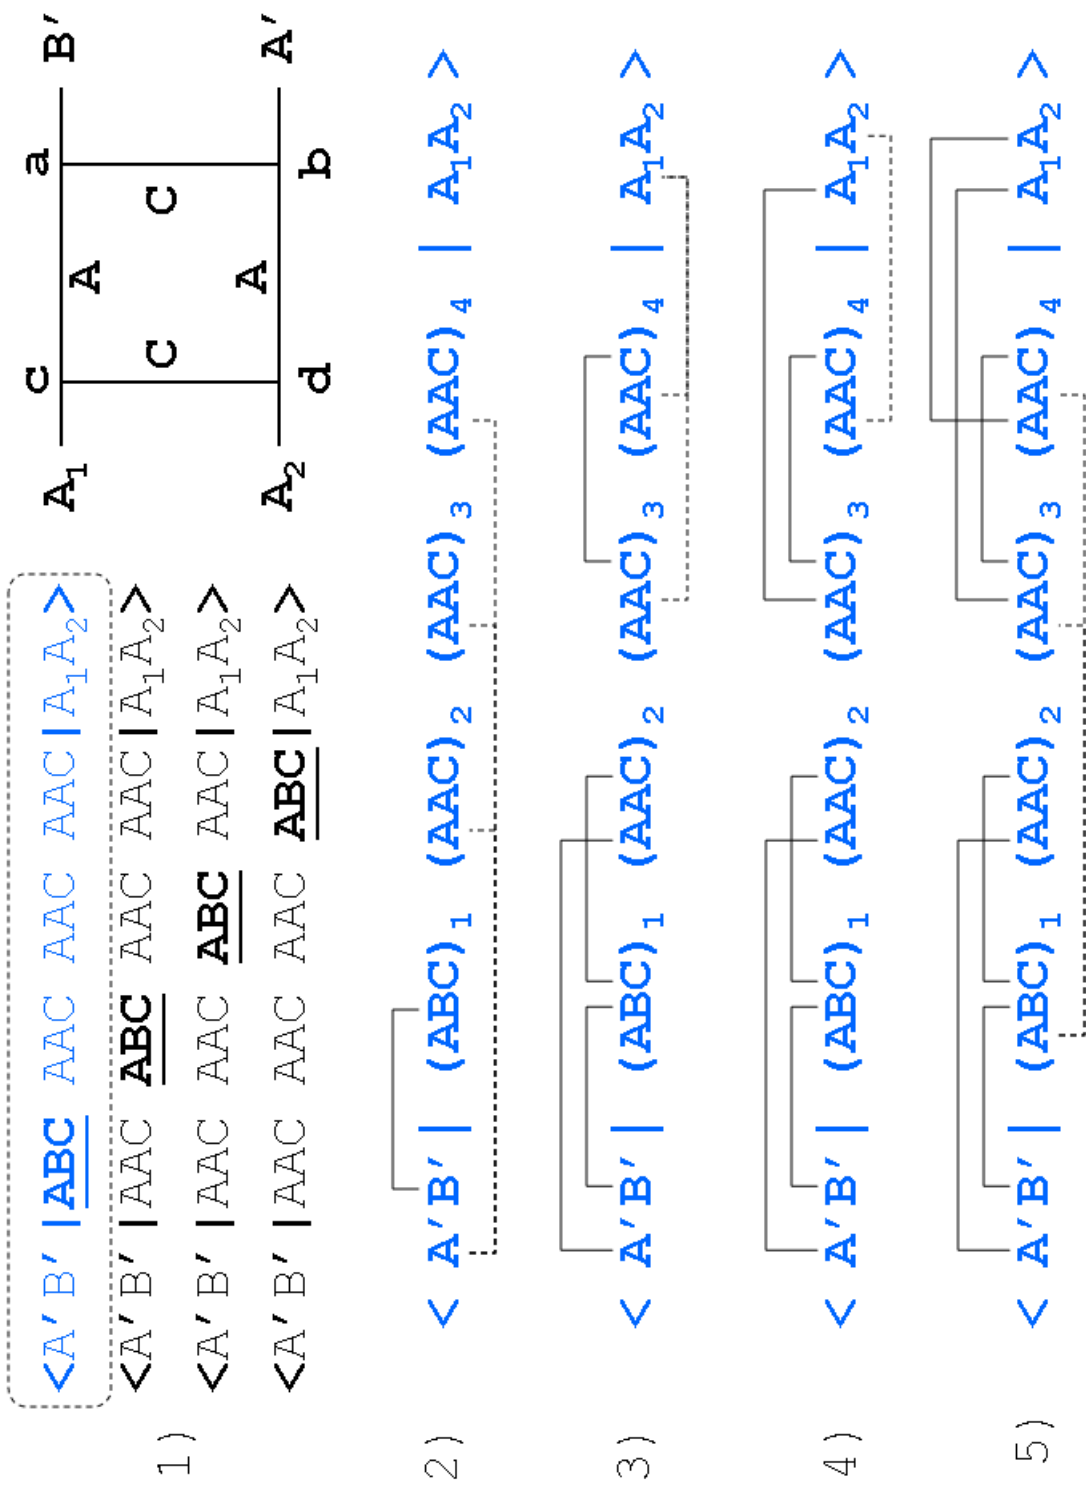 1)
<A'B'|ABC AAC AAC AAC|A1A2>
<A'B'|AAC ABC AAC AAC|A1A2>
<A'B'|AAC AAC ABC AAC|A1A2>
<A'B'|AAC AAC AAC ABC|A1A2>
c a
A1 A B'
C C
A2 A A'
d b
2) < A'B' | (ABC)1 (AAC)2 (AAC)3 (AAC)4 | A1A2 >
3) < A'B' | (ABC)1 (AAC)2 (AAC)3 (AAC)4 | A1A2 >
4) < A'B' | (ABC)1 (AAC)2 (AAC)3 (AAC)4 | A1A2 >
5) < A'B' | (ABC)1 (AAC)2 (AAC)3 (AAC)4 | A1A2 >